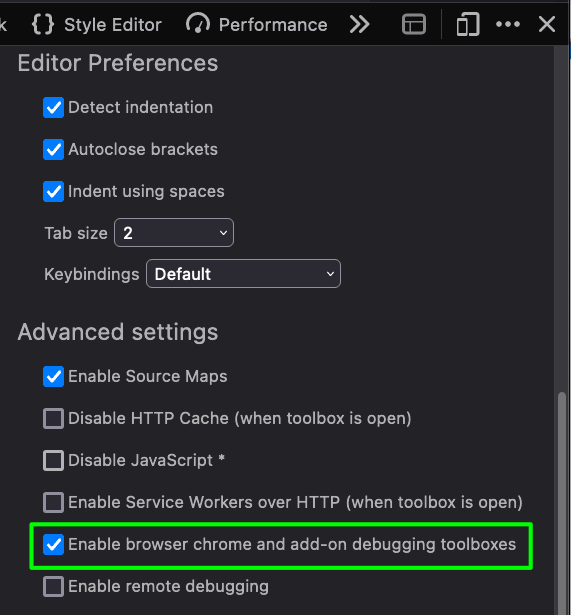 k {} Style Editor Performance
Editor Preferences
Detect indentation
Autoclose brackets
Indent using spaces
Tab size 2
Keybindings Default
Advanced settings
Enable Source Maps
Disable HTTP Cache (when toolbox is open)
Disable JavaScript *
Enable Service Workers over HTTP (when toolbox is open)
Enable browser chrome and add-on debugging toolboxes
Enable remote debugging